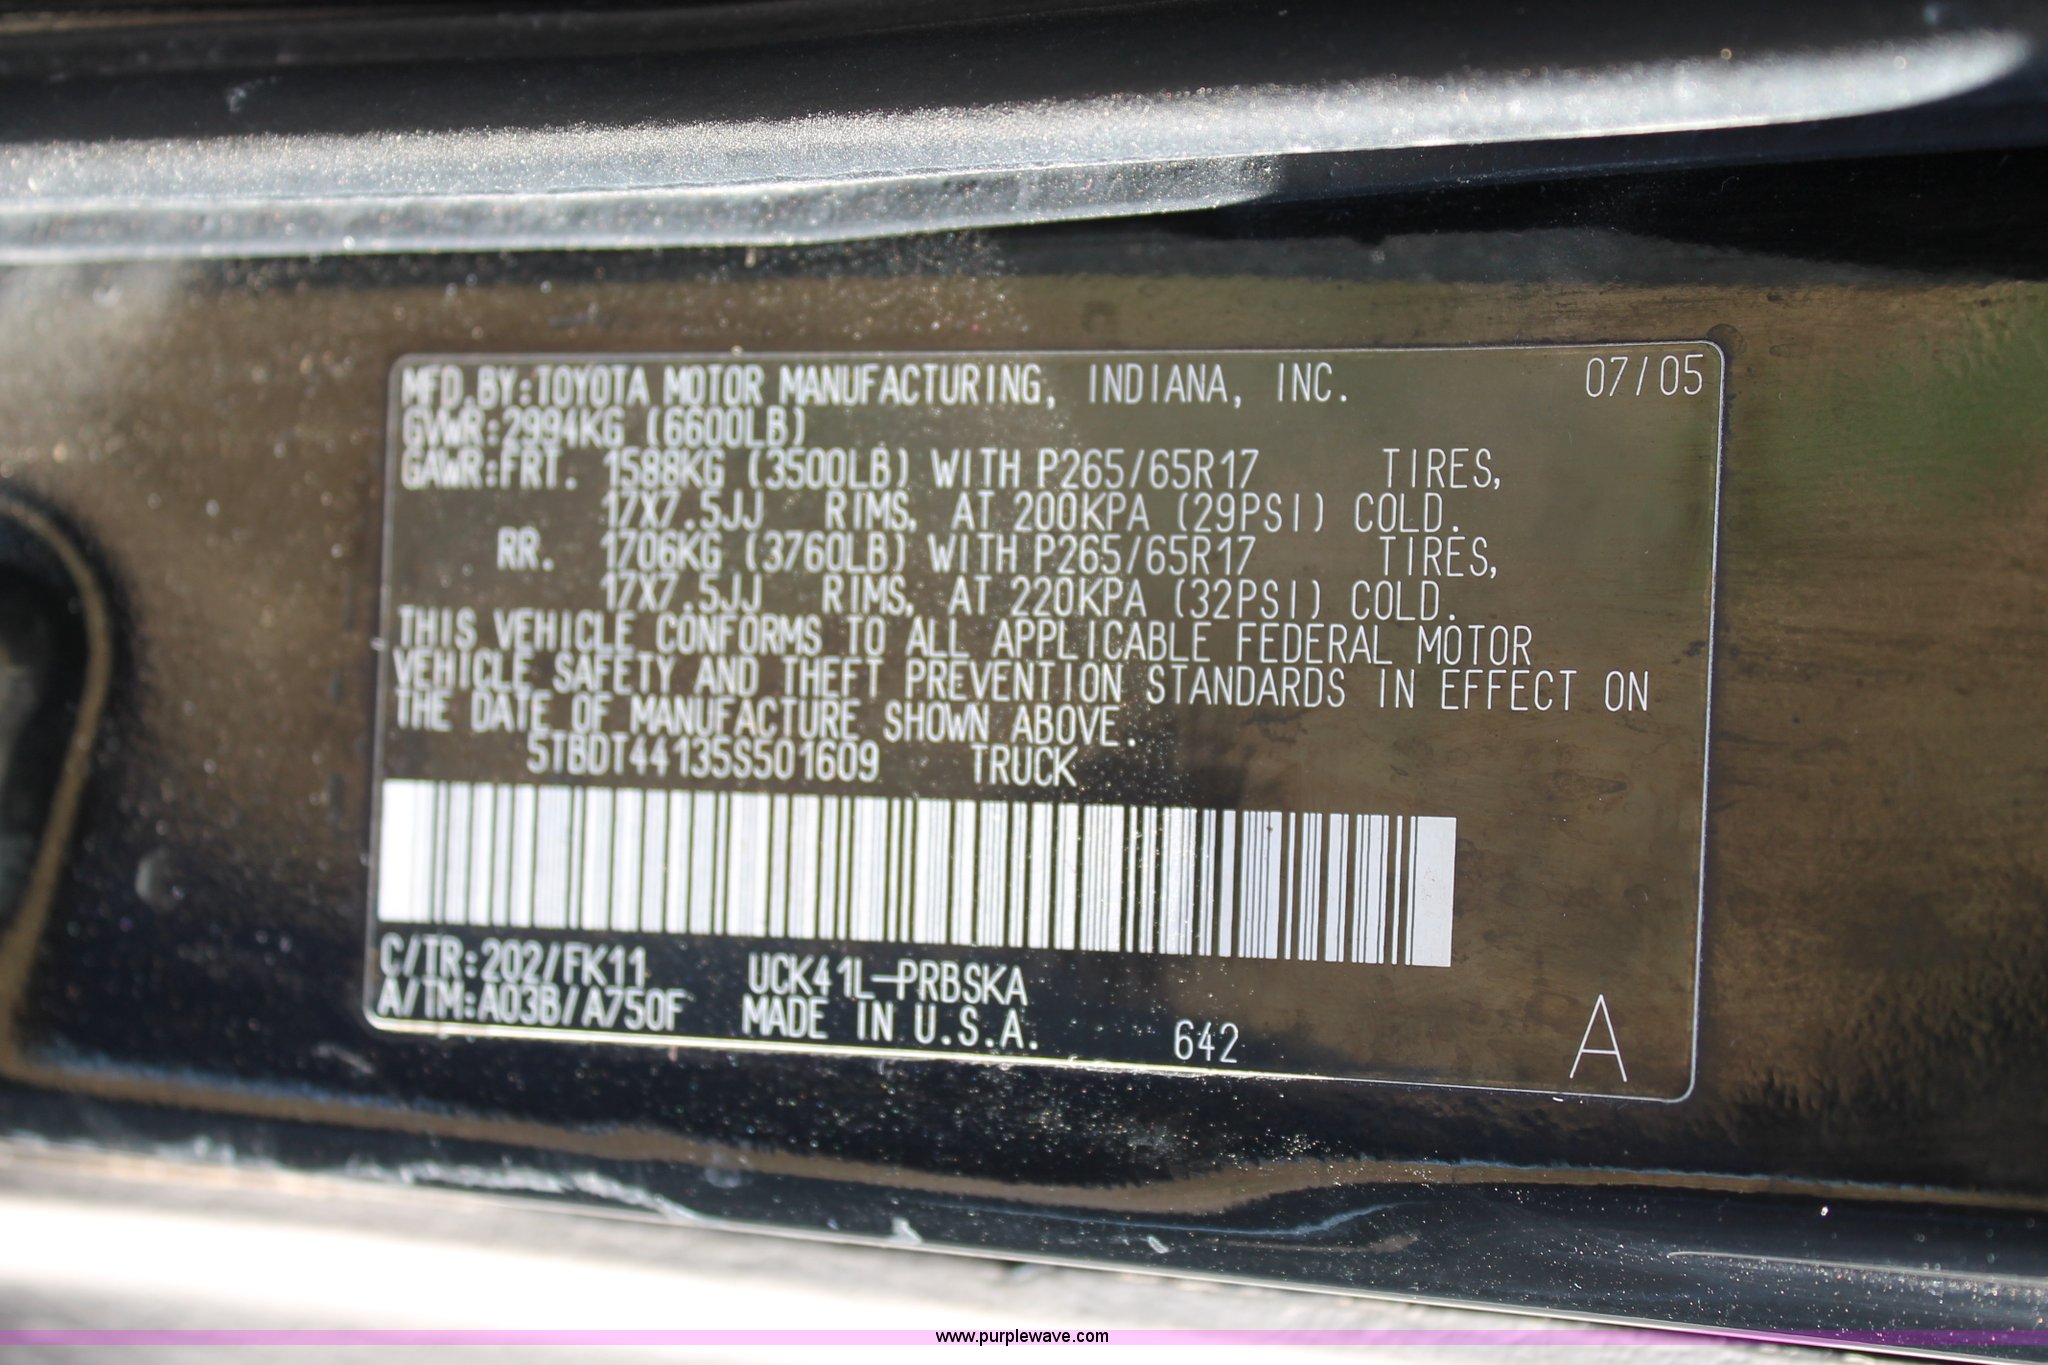 MFD.BY:TOYOTA MOTOR MANUFACTURING, INDIANA, INC. 07/05
GVWR:2994KG (6600LB)
GAWR:FRT. 1588KG (3500LB) WITH P265/65R17 TIRES,
17X7.5JJ RIMS, AT 200KPA (29PSI) COLD.
RR. 1706KG (3760LB) WITH P265/65R17 TIRES,
17X7.5JJ RIMS, AT 220KPA (32PSI) COLD.
THIS VEHICLE CONFORMS TO ALL APPLICABLE FEDERAL MOTOR
VEHICLE SAFETY AND THEFT PREVENTION STANDARDS IN EFFECT ON
THE DATE OF MANUFACTURE SHOWN ABOVE.
5TBDT44135S501609 TRUCK
C/TR:202/FK11 UCK41L-PRBSKA
A/TM:A03B/A750F MADE IN U.S.A. 642 A
www.purplewave.com